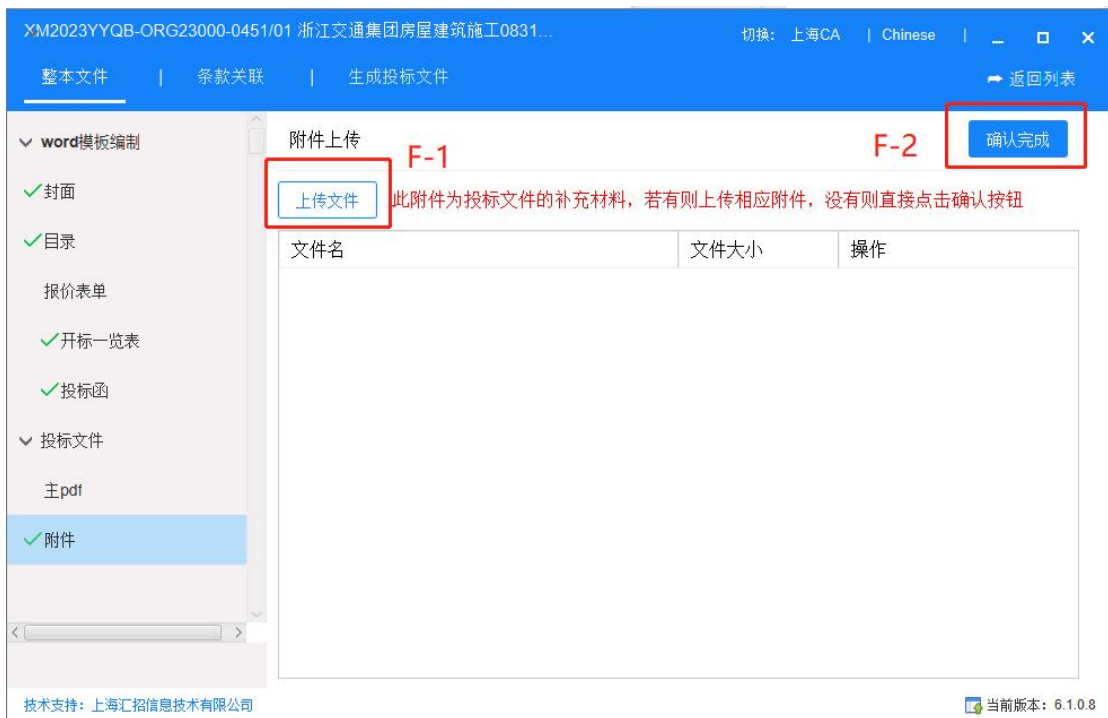 XM2023YYQB-ORG23000-0451/01 浙江交通集团房屋建筑施工0831...
切换: 上海CA | Chinese |
整本文件 | 条款关联 | 生成投标文件
返回列表
word模板编制
封面
目录
报价表单
开标一览表
投标函
投标文件
主pdf
附件
附件上传
F-1
F-2
确认完成
上传文件
此附件为投标文件的补充材料，若有则上传相应附件，没有则直接点击确认按钮
文件名 文件大小 操作
技术支持: 上海汇招信息技术有限公司
当前版本: 6.1.0.8